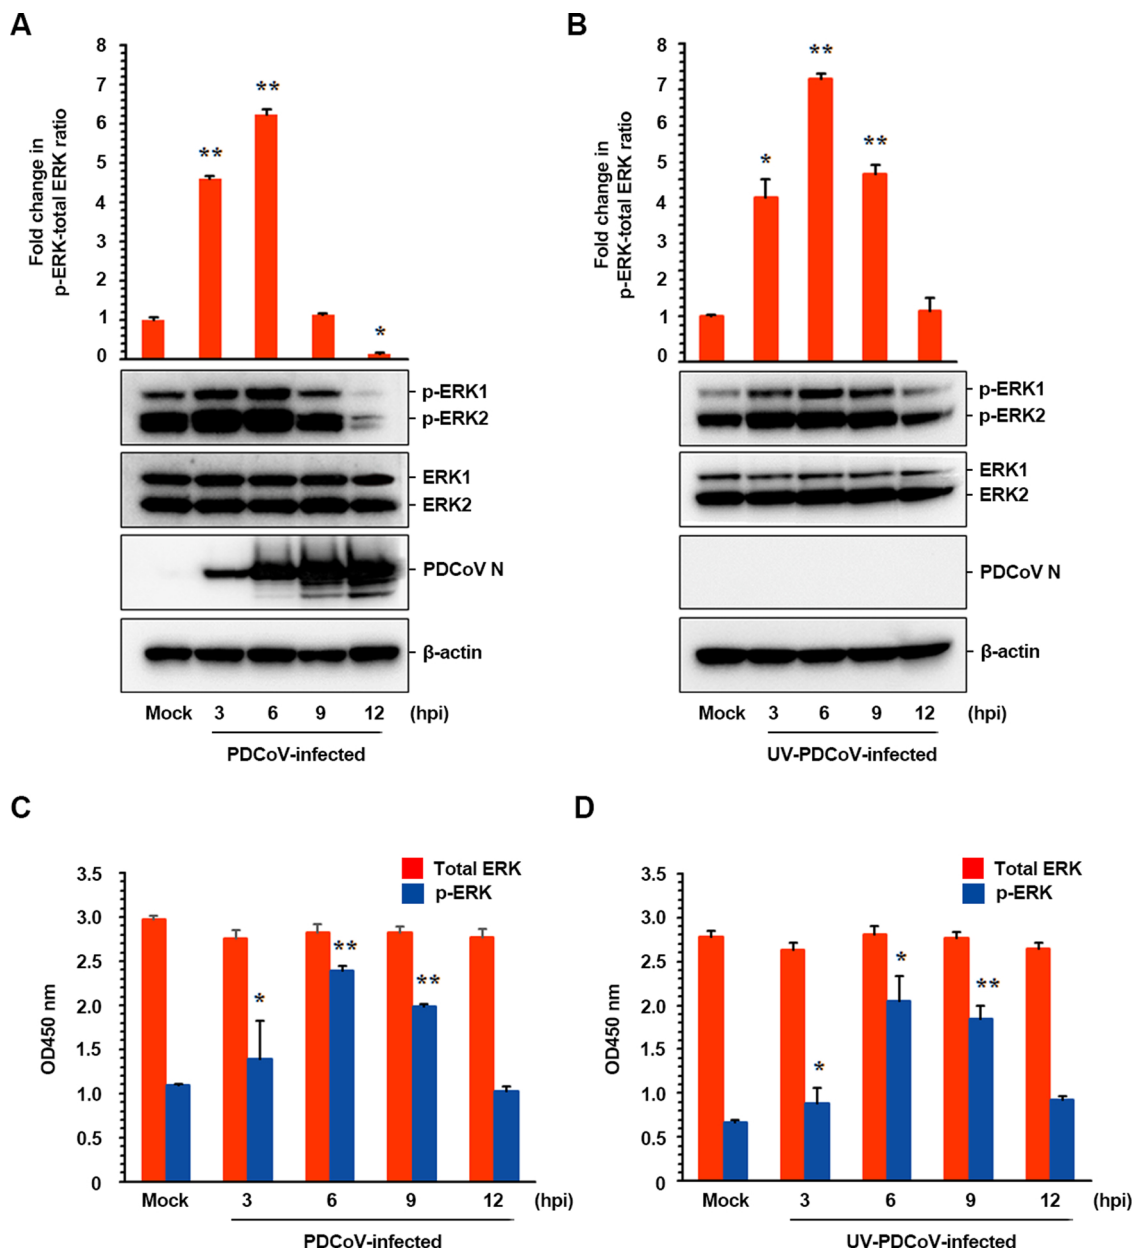 A
Fold change in
p-ERK-total ERK ratio
8
7
6
5
4
3
2
1
0
**
**
*
p-ERK1
p-ERK2
ERK1
ERK2
PDCoV N
β-actin
Mock 3 6 9 12 (hpi)
PDCoV-infected
B
Fold change in
p-ERK-total ERK ratio
8
7
6
5
4
3
2
1
0
*
**
**
p-ERK1
p-ERK2
ERK1
ERK2
PDCoV N
β-actin
Mock 3 6 9 12 (hpi)
UV-PDCoV-infected
C
OD450 nm
3.5
3.0
2.5
2.0
1.5
1.0
0.5
0
Total ERK
p-ERK
*
**
**
Mock 3 6 9 12 (hpi)
PDCoV-infected
D
OD450 nm
3.5
3.0
2.5
2.0
1.5
1.0
0.5
0
Total ERK
p-ERK
*
*
**
Mock 3 6 9 12 (hpi)
UV-PDCoV-infected